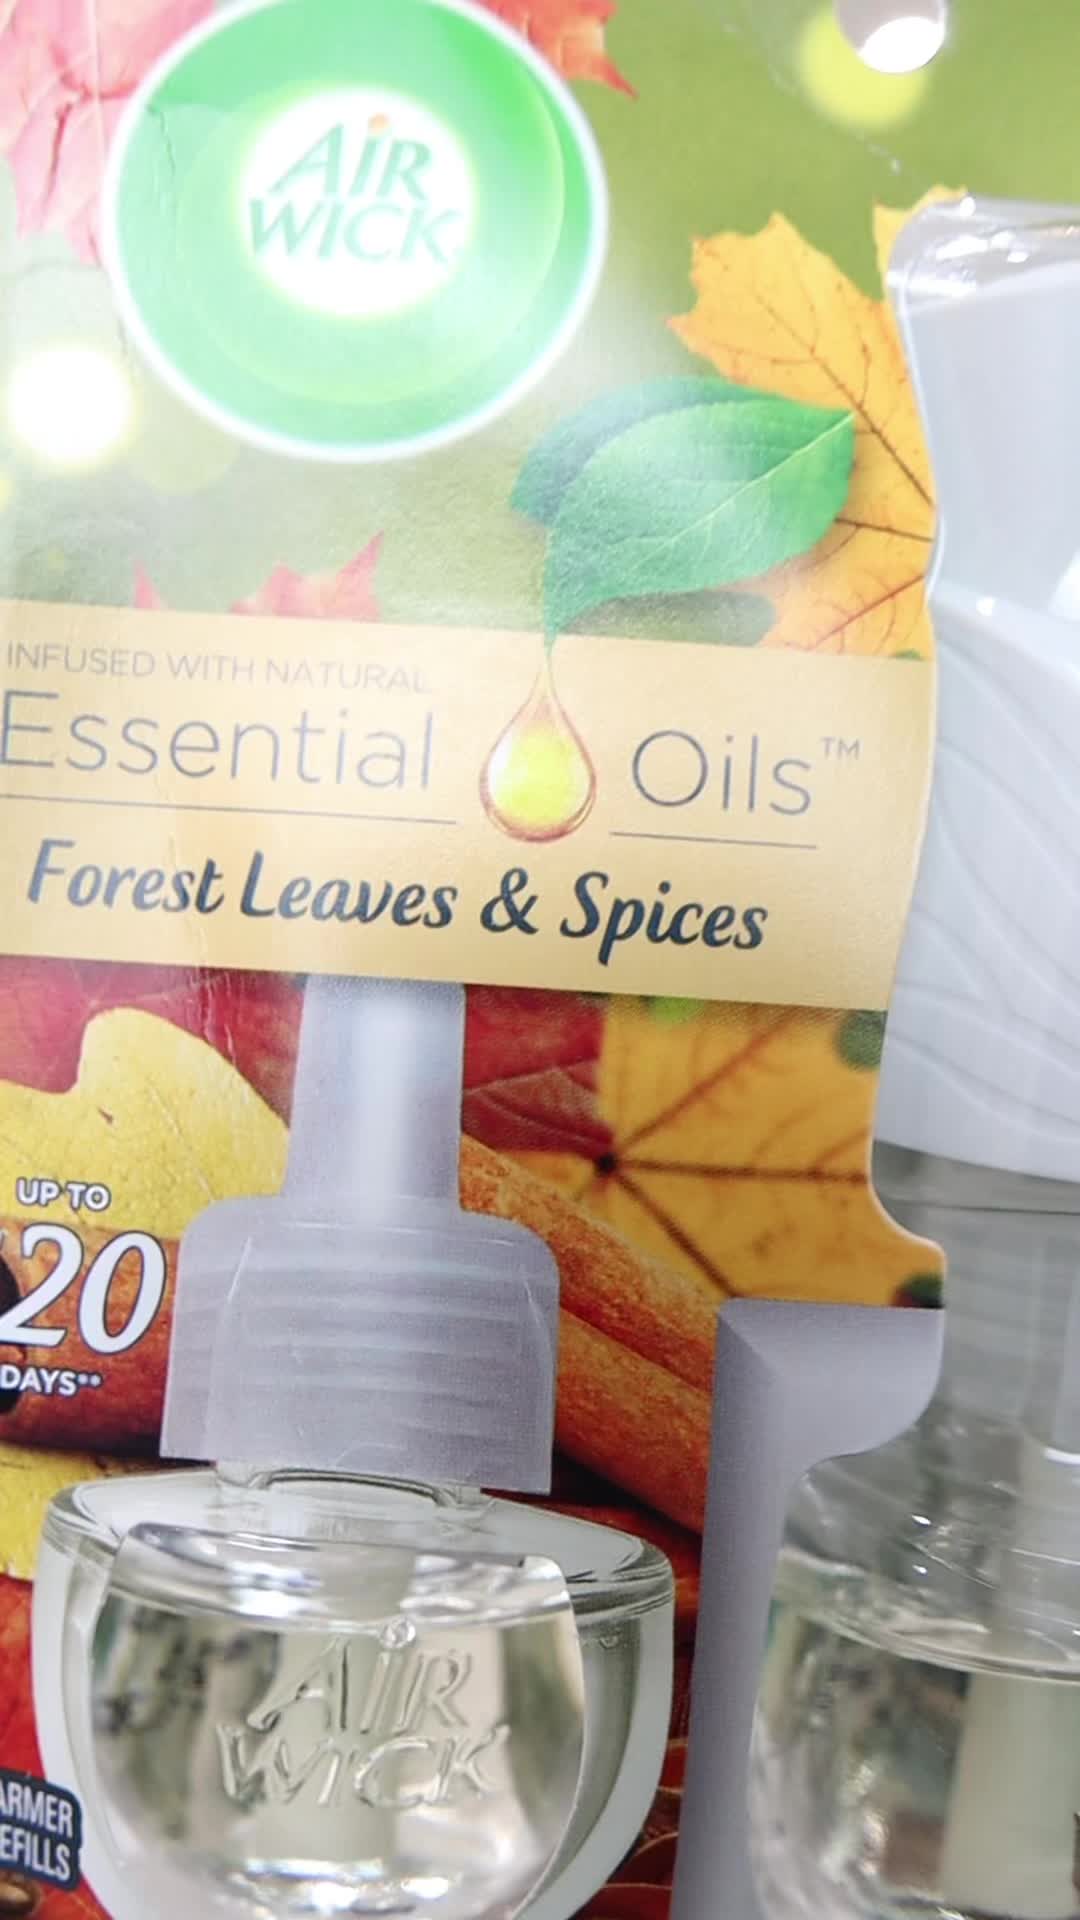 AiR
WICK
INFUSED WITH NATURAL
Essential Oils™
Forest Leaves & Spices
UP TO
20
DAYS**
AiR
WICK